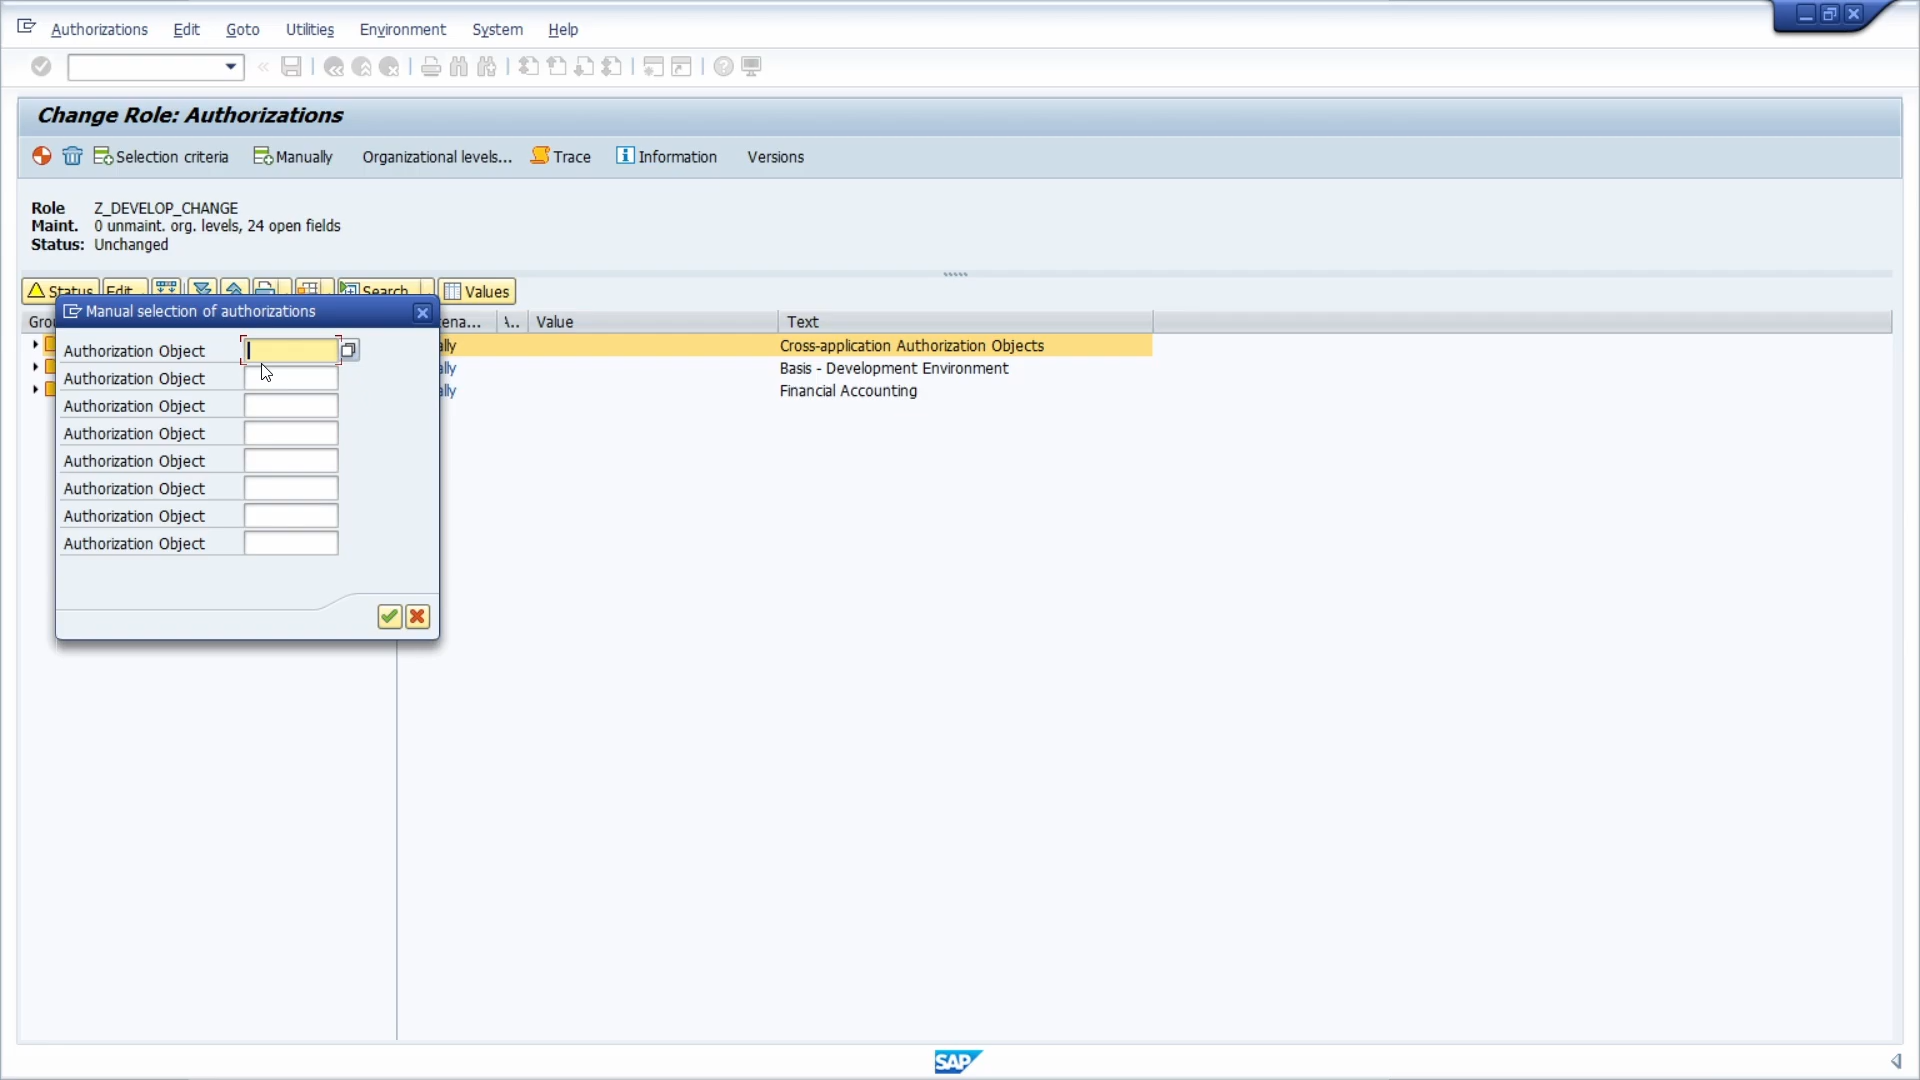 Authorizations Edit Goto Utilities Environment System Help
Change Role: Authorizations
Selection criteria Manually Organizational levels... Trace Information Versions
Role Z_DEVELOP_CHANGE
Maint. 0 unmaint. org. levels, 24 open fields
Status: Unchanged
Status Edit Search Values
Manual selection of authorizations
Value Text
Authorization Object
Authorization Object
Authorization Object
Authorization Object
Authorization Object
Authorization Object
Authorization Object
Authorization Object
Cross-application Authorization Objects
Basis - Development Environment
Financial Accounting
SAP